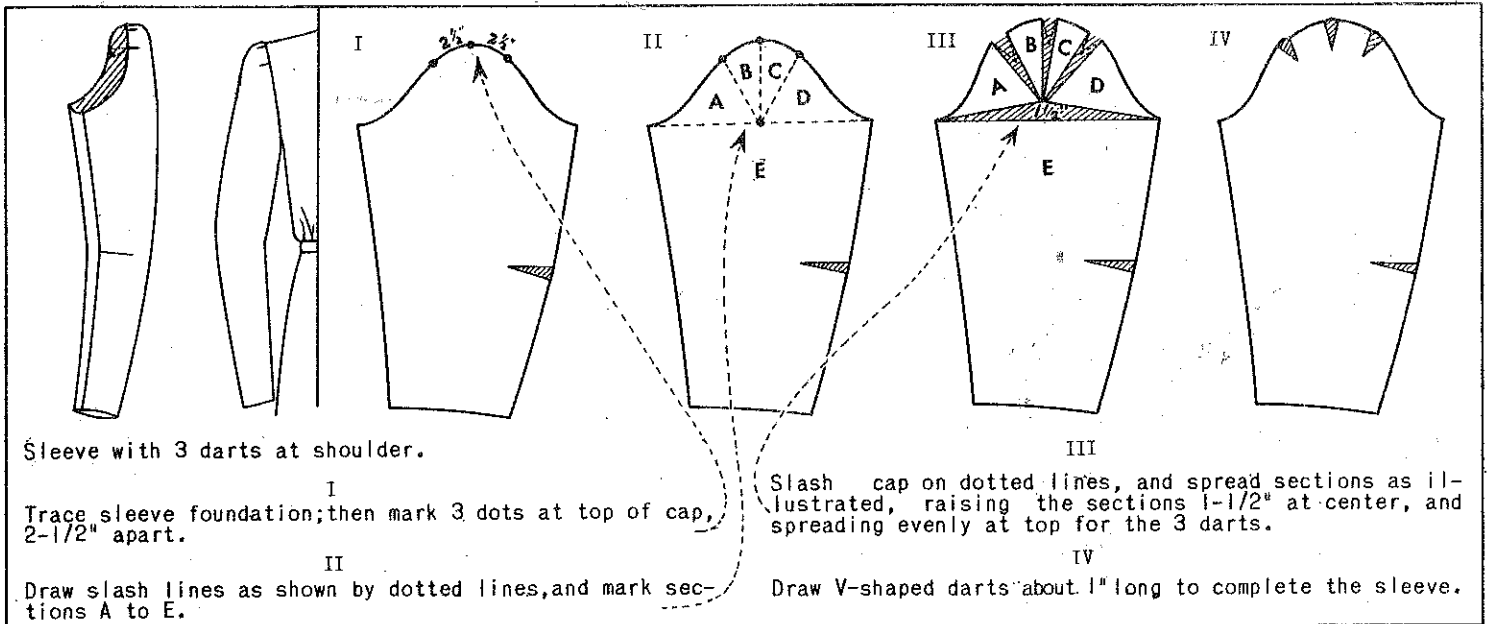 I
2½"
2½"
II
A
B
C
D
E
III
A
B
C
D
1½"
E
IV
Sleeve with 3 darts at shoulder.
I
Trace sleeve foundation;then mark 3 dots at top of cap,
2-1/2" apart.
II
Draw slash lines as shown by dotted lines,and mark sec-
tions A to E.
III
Slash cap on dotted lines, and spread sections as il-
lustrated, raising the sections 1-1/2" at center, and
spreading evenly at top for the 3 darts.
IV
Draw V-shaped darts about 1" long to complete the sleeve.